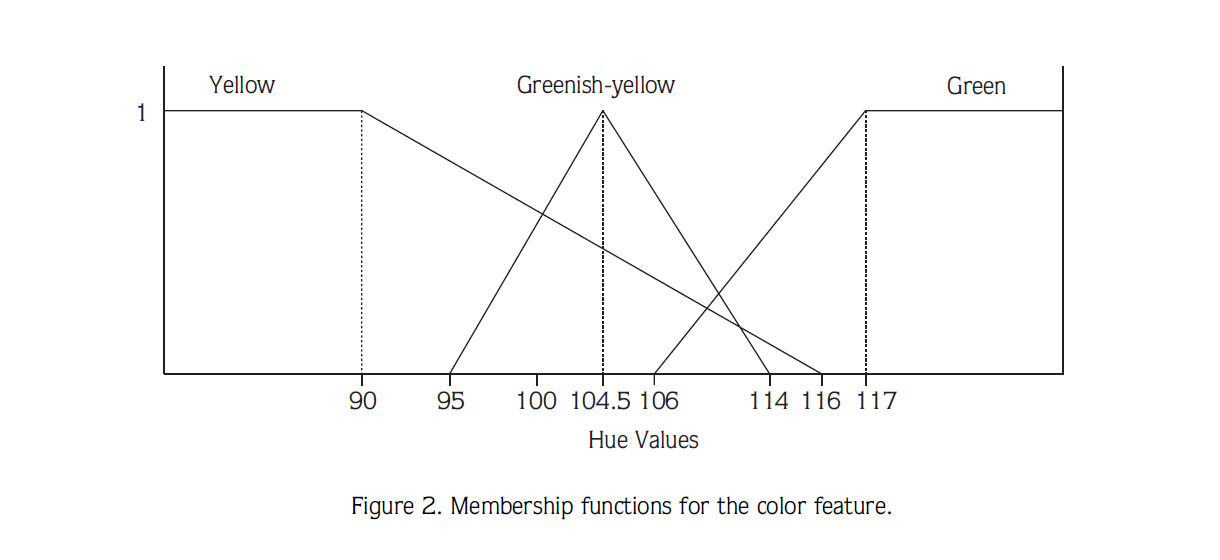 Yellow Greenish-yellow Green
1
90 95 100 104.5 106 114 116 117
Hue Values
Figure 2. Membership functions for the color feature.